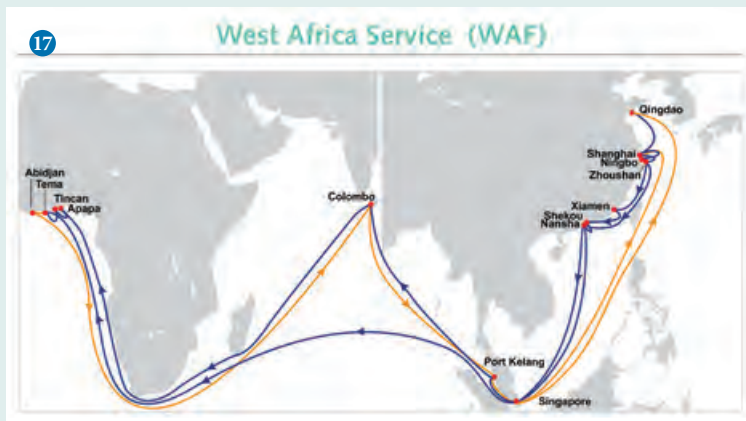 17
West Africa Service (WAF)
Qingdao
Shanghai
Ningbo
Zhoushan
Abidjan
Tema
Tincan
Apapa
Colombo
Xiamen
Shekou
Nansha
Port Kelang
Singapore